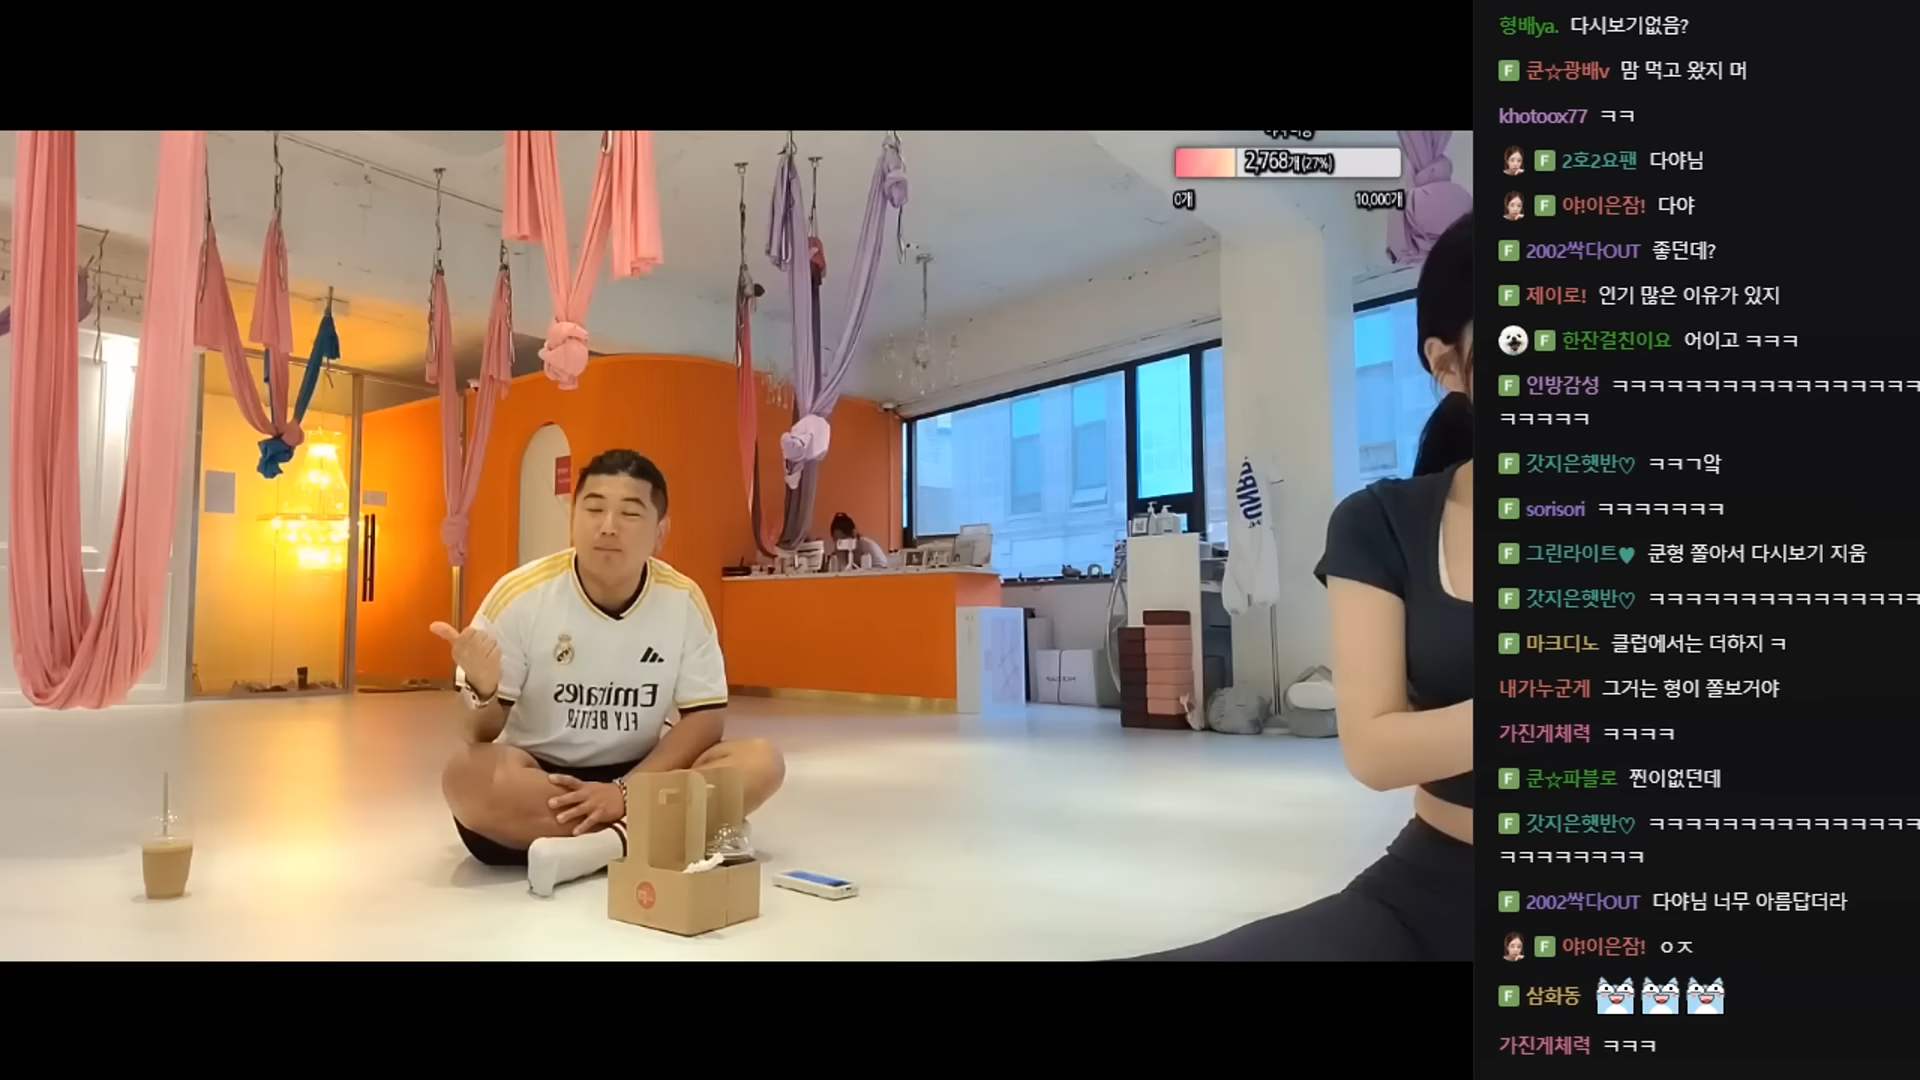 2,768개(27%)
0개
10,000개
Emirates
FLY BETTER
형배ya. 다시보기없음?
F 쿤☆광배v 맘 먹고 왔지 머
khotoox77 ㅋㅋ
F 2호2요팬 다야님
F 야!이은잠! 다야
F 2002싹다OUT 좋던데?
F 제이로! 인기 많은 이유가 있지
F 한잔걸친이요 어이고 ㅋㅋㅋ
F 인방감성 ㅋㅋㅋㅋㅋㅋㅋㅋㅋㅋㅋㅋㅋㅋㅋㅋㅋ
ㅋㅋㅋㅋㅋ
F 갓지은햇반♡ ㅋㅋㄱ앜
F sorisori ㅋㅋㅋㅋㅋㅋㅋ
F 그린라이트♥ 쿤형 쫄아서 다시보기 지움
F 갓지은햇반♡ ㅋㅋㅋㅋㅋㅋㅋㅋㅋㅋㅋㅋㅋㅋㅋ
F 마크디노 클럽에서는 더하지 ㅋ
내가누군게 그거는 형이 쫄보거야
가진게체력 ㅋㅋㅋㅋ
F 쿤☆파블로 찐이없던데
F 갓지은햇반♡ ㅋㅋㅋㅋㅋㅋㅋㅋㅋㅋㅋㅋㅋㅋㅋ
ㅋㅋㅋㅋㅋㅋㅋㅋ
F 2002싹다OUT 다야님 너무 아름답더라
F 야!이은잠! ㅇㅈ
F 삼화동
가진게체력 ㅋㅋㅋ